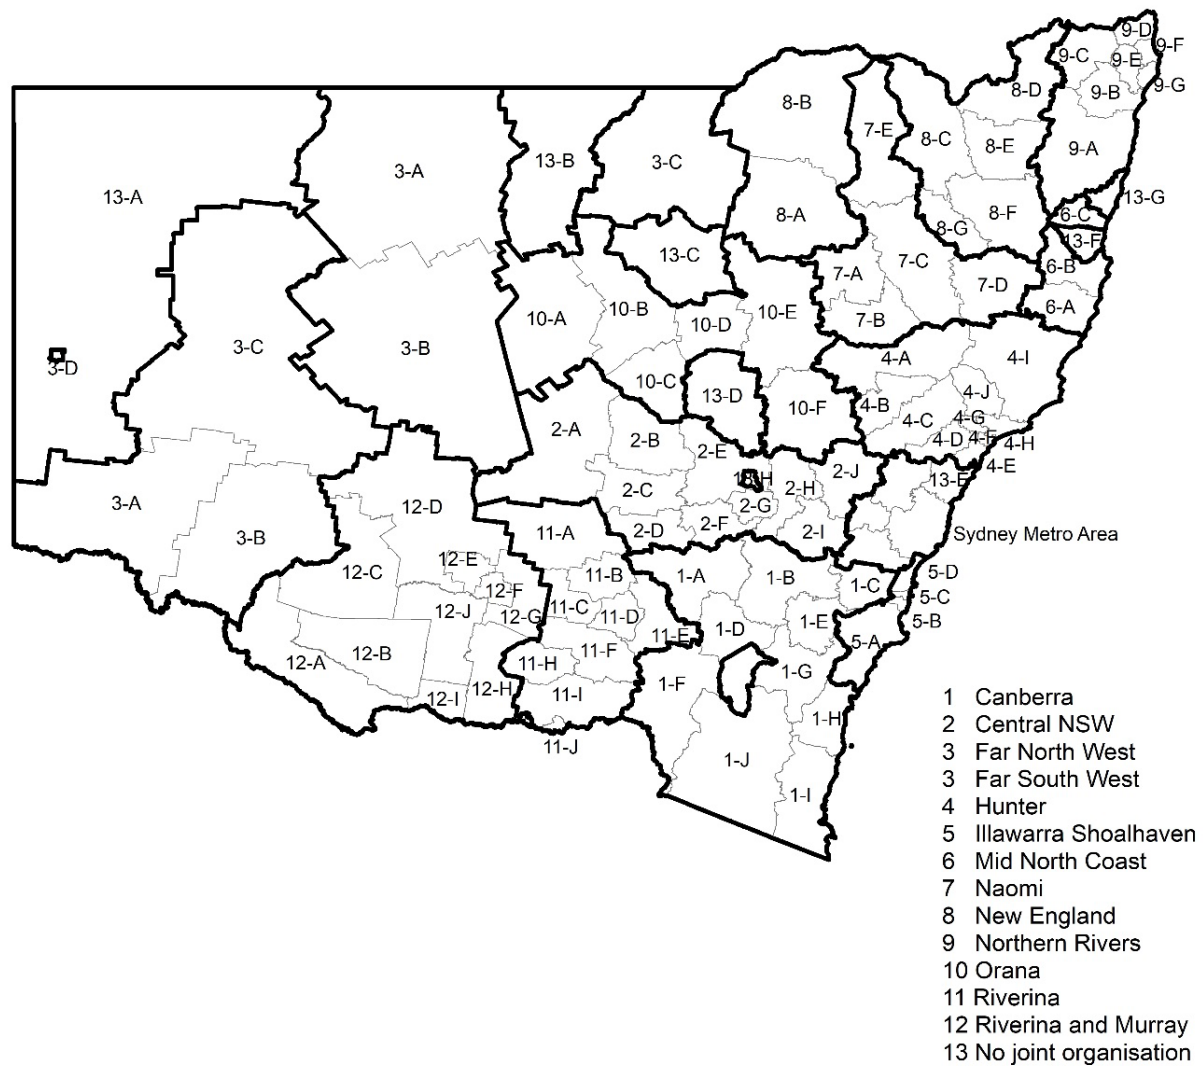 9-D
9-F
9-C
9-E
9-G
9-B
8-D
8-B
7-E
8-C
8-E
9-A
13-B
3-C
3-A
13-A
13-G
6-C
8-A
8-F
8-G
13-F
13-C
7-C
6-B
7-A
7-D
6-A
10-A
10-B
10-D
10-E
7-B
3-C
3-B
4-A
4-I
3-D
10-C
13-D
10-F
4-J
4-B
4-C
4-G
4-D
4-F
4-H
2-A
2-B
2-E
2-J
4-E
13-E
2-C
2-H
2-G
3-A
12-D
2-D
2-F
2-I
11-A
Sydney Metro Area
3-B
12-C
12-E
12-F
11-B
1-A
1-B
1-C
5-D
5-C
12-J
12-G
11-C
11-D
5-B
1-E
1-D
11-E
5-A
12-A
12-B
11-H
11-F
1-G
12-I
12-H
11-I
1-F
1-H
11-J
1-J
1-I
1 Canberra
2 Central NSW
3 Far North West
3 Far South West
4 Hunter
5 Illawarra Shoalhaven
6 Mid North Coast
7 Naomi
8 New England
9 Northern Rivers
10 Orana
11 Riverina
12 Riverina and Murray
13 No joint organisation